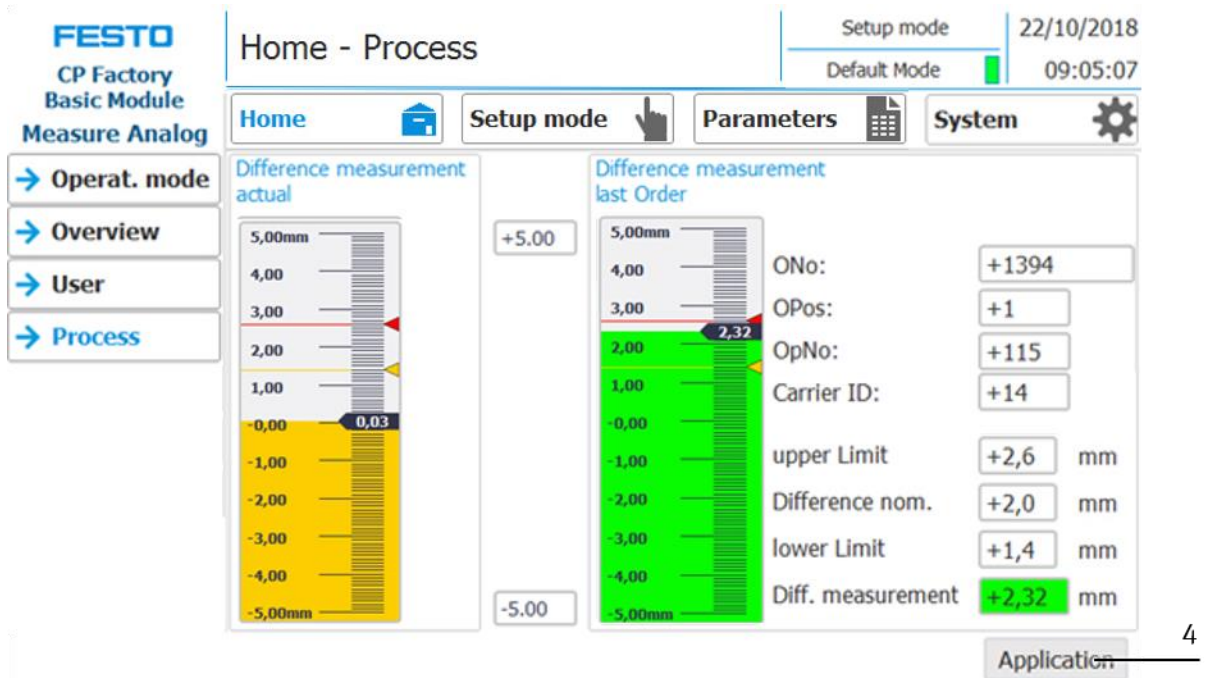 FESTO
CP Factory
Basic Module
Measure Analog
Home - Process
Setup mode
Default Mode
22/10/2018
09:05:07
Home
Setup mode
Parameters
System
Operat. mode
Overview
User
Process
Difference measurement
actual
5,00mm
4,00
3,00
2,00
1,00
-0,00
0,03
-1,00
-2,00
-3,00
-4,00
-5,00mm
+5.00
-5.00
Difference measurement
last Order
5,00mm
4,00
3,00
2,32
2,00
1,00
-0,00
-1,00
-2,00
-3,00
-4,00
-5,00mm
ONo: +1394
OPos: +1
OpNo: +115
Carrier ID: +14
upper Limit +2,6 mm
Difference nom. +2,0 mm
lower Limit +1,4 mm
Diff. measurement +2,32 mm
Application
4